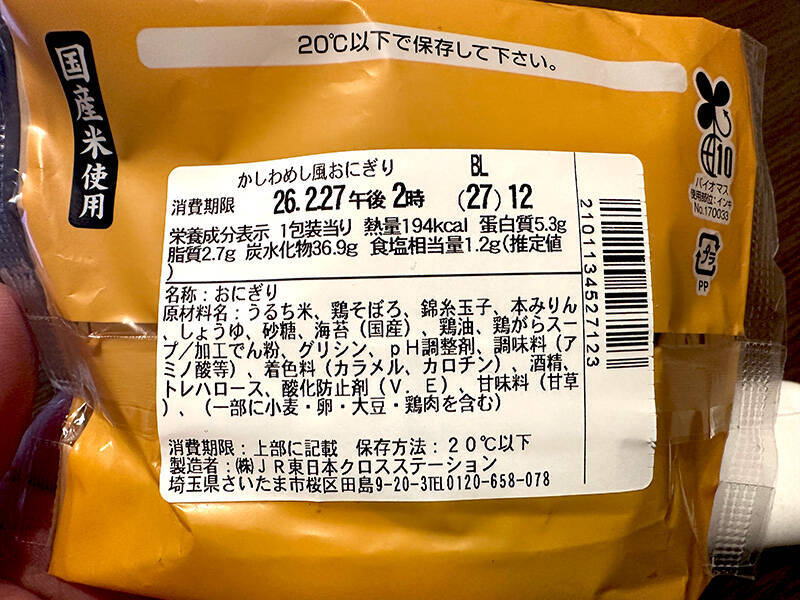 20℃以下で保存して下さい。
国産米使用
10
バイオマス
使用部位:インキ
No.170033
プラ
PP
かしわめし風おにぎり BL
消費期限 26.2.27午後2時 (27)12
栄養成分表示 1包装当り 熱量194kcal 蛋白質5.3g
脂質2.7g 炭水化物36.9g 食塩相当量1.2g(推定値
)
名称:おにぎり
原材料名:うるち米、鶏そぼろ、錦糸玉子、本みりん
、しょうゆ、砂糖、海苔(国産)、鶏油、鶏がらスー
プ/加工でん粉、グリシン、pH調整剤、調味料(ア
ミノ酸等)、着色料(カラメル、カロチン)、酒精、
トレハロース、酸化防止剤(V.E)、甘味料(甘草
)、(一部に小麦・卵・大豆・鶏肉を含む)
消費期限:上部に記載 保存方法:20℃以下
製造者:㈱JR東日本クロスステーション
埼玉県さいたま市桜区田島9-20-3℡0120-658-078
2101134527123